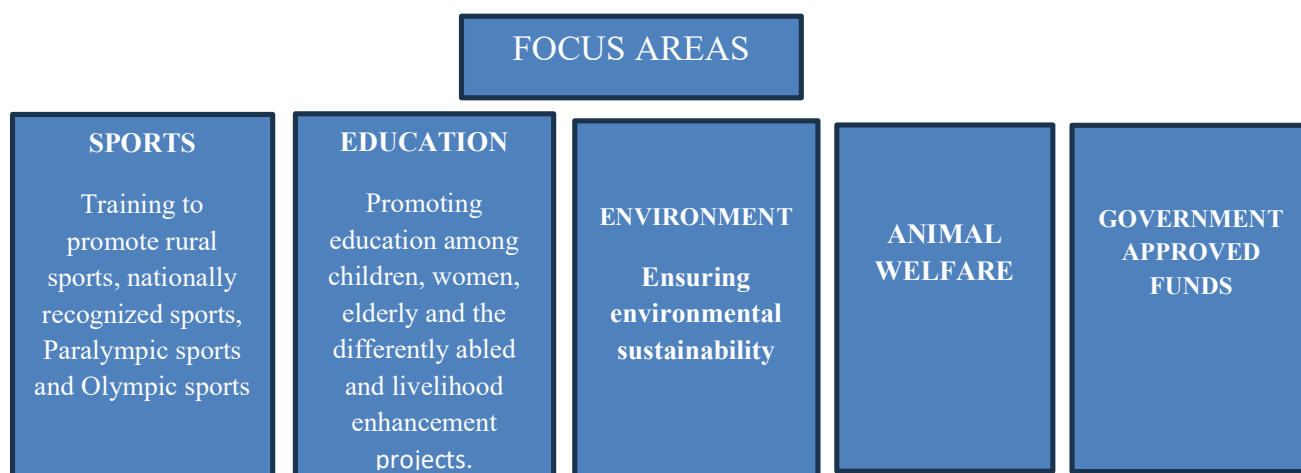 FOCUS AREAS
SPORTS
Training to
promote rural
sports, nationally
recognized sports,
Paralympic sports
and Olympic sports
EDUCATION
Promoting
education among
children, women,
elderly and the
differently abled
and livelihood
enhancement
projects.
ENVIRONMENT
Ensuring
environmental
sustainability
ANIMAL
WELFARE
GOVERNMENT
APPROVED
FUNDS